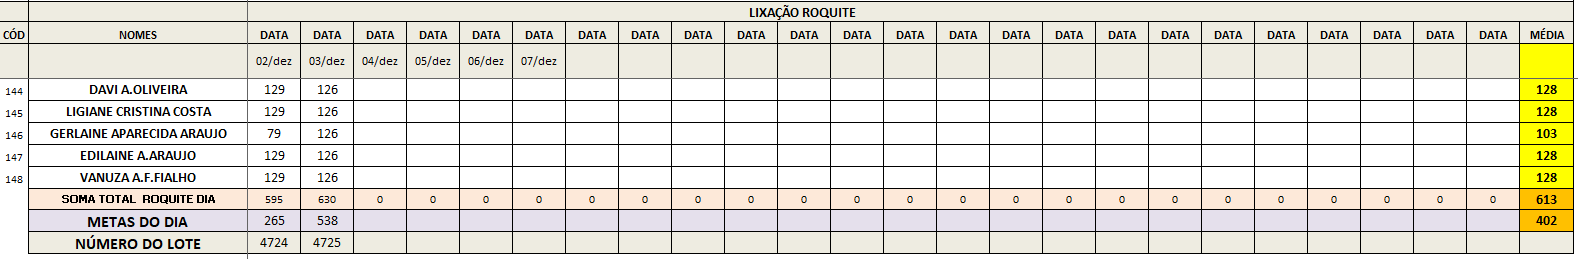 LIXAÇÃO ROQUITE
CÓD NOMES DATA DATA DATA DATA DATA DATA DATA DATA DATA DATA DATA DATA DATA DATA DATA DATA DATA DATA DATA DATA DATA DATA DATA DATA MÉDIA
02/dez 03/dez 04/dez 05/dez 06/dez 07/dez
144 DAVI A.OLIVEIRA 129 126 128
145 LIGIANE CRISTINA COSTA 129 126 128
146 GERLAINE APARECIDA ARAUJO 79 126 103
147 EDILAINE A.ARAUJO 129 126 128
148 VANUZA A.F.FIALHO 129 126 128
SOMA TOTAL ROQUITE DIA 595 630 0 0 0 0 0 0 0 0 0 0 0 0 0 0 0 0 0 0 0 0 0 0 613
METAS DO DIA 265 538 402
NÚMERO DO LOTE 4724 4725